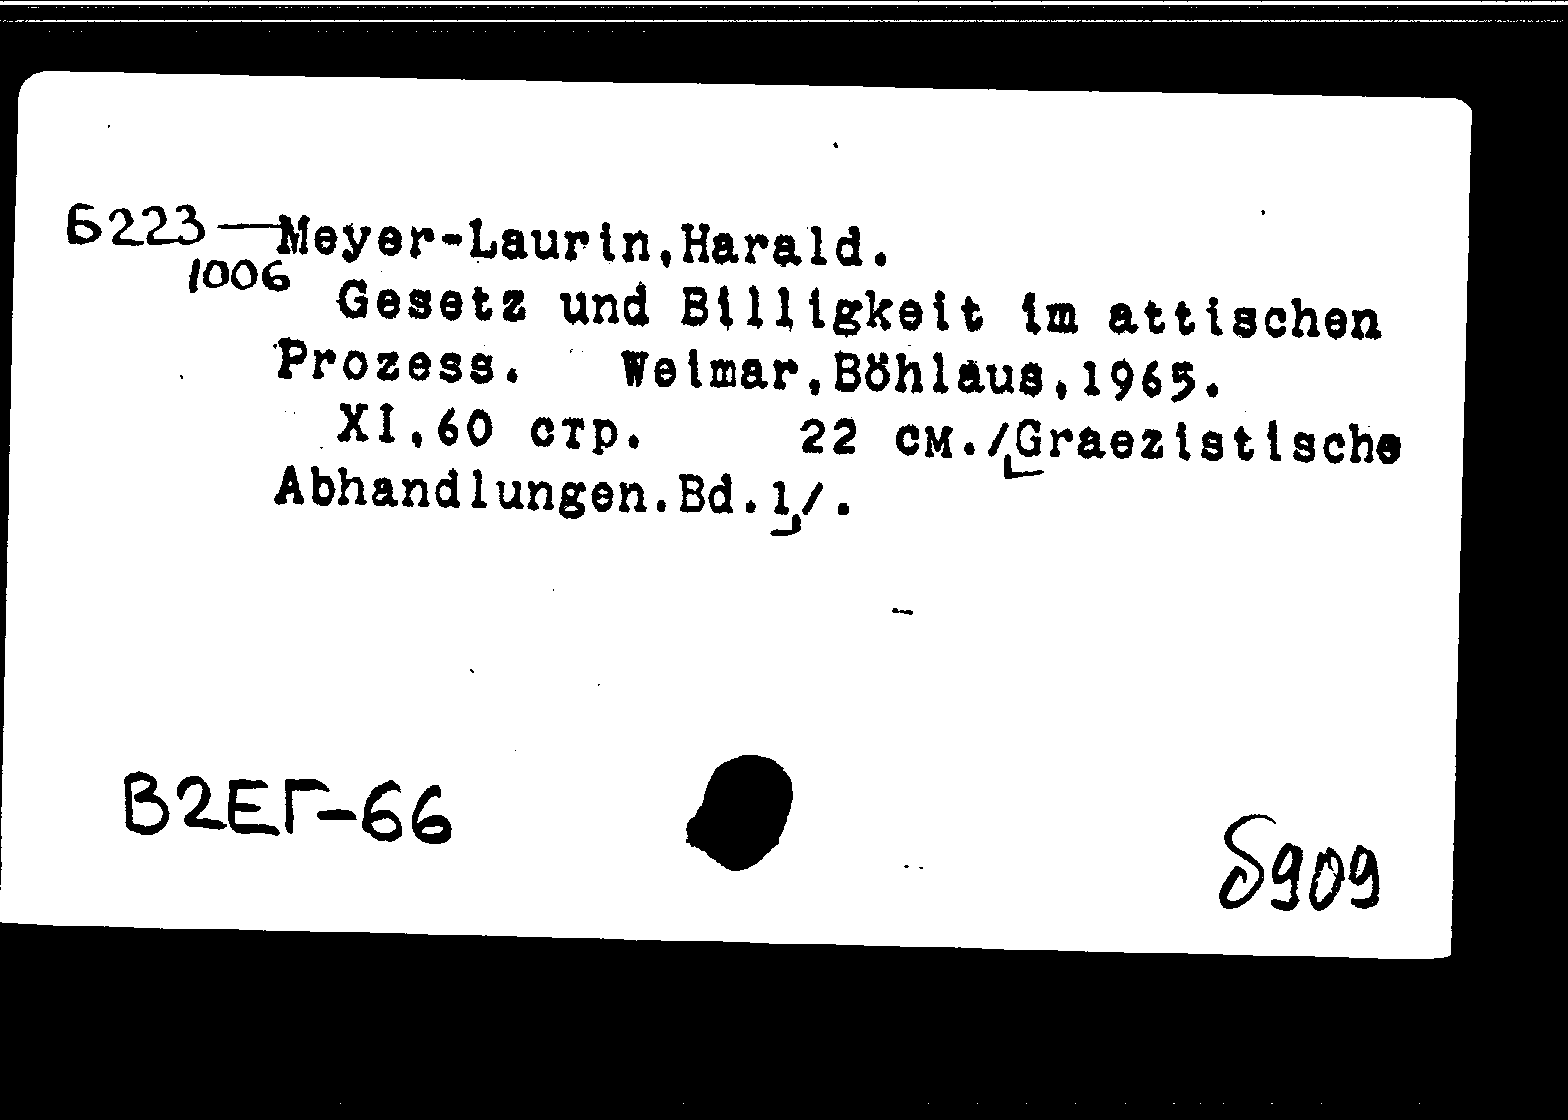 Б223—
1006
Meyer-Laurin,Harald.
Gesetz und Billigkeit im attischen
Prozess. Weimar,Böhlaus,1965.
XI,60 стр. 22 см./Graezistische
Abhandlungen.Bd.1/.
В2ЕГ-66
δ909